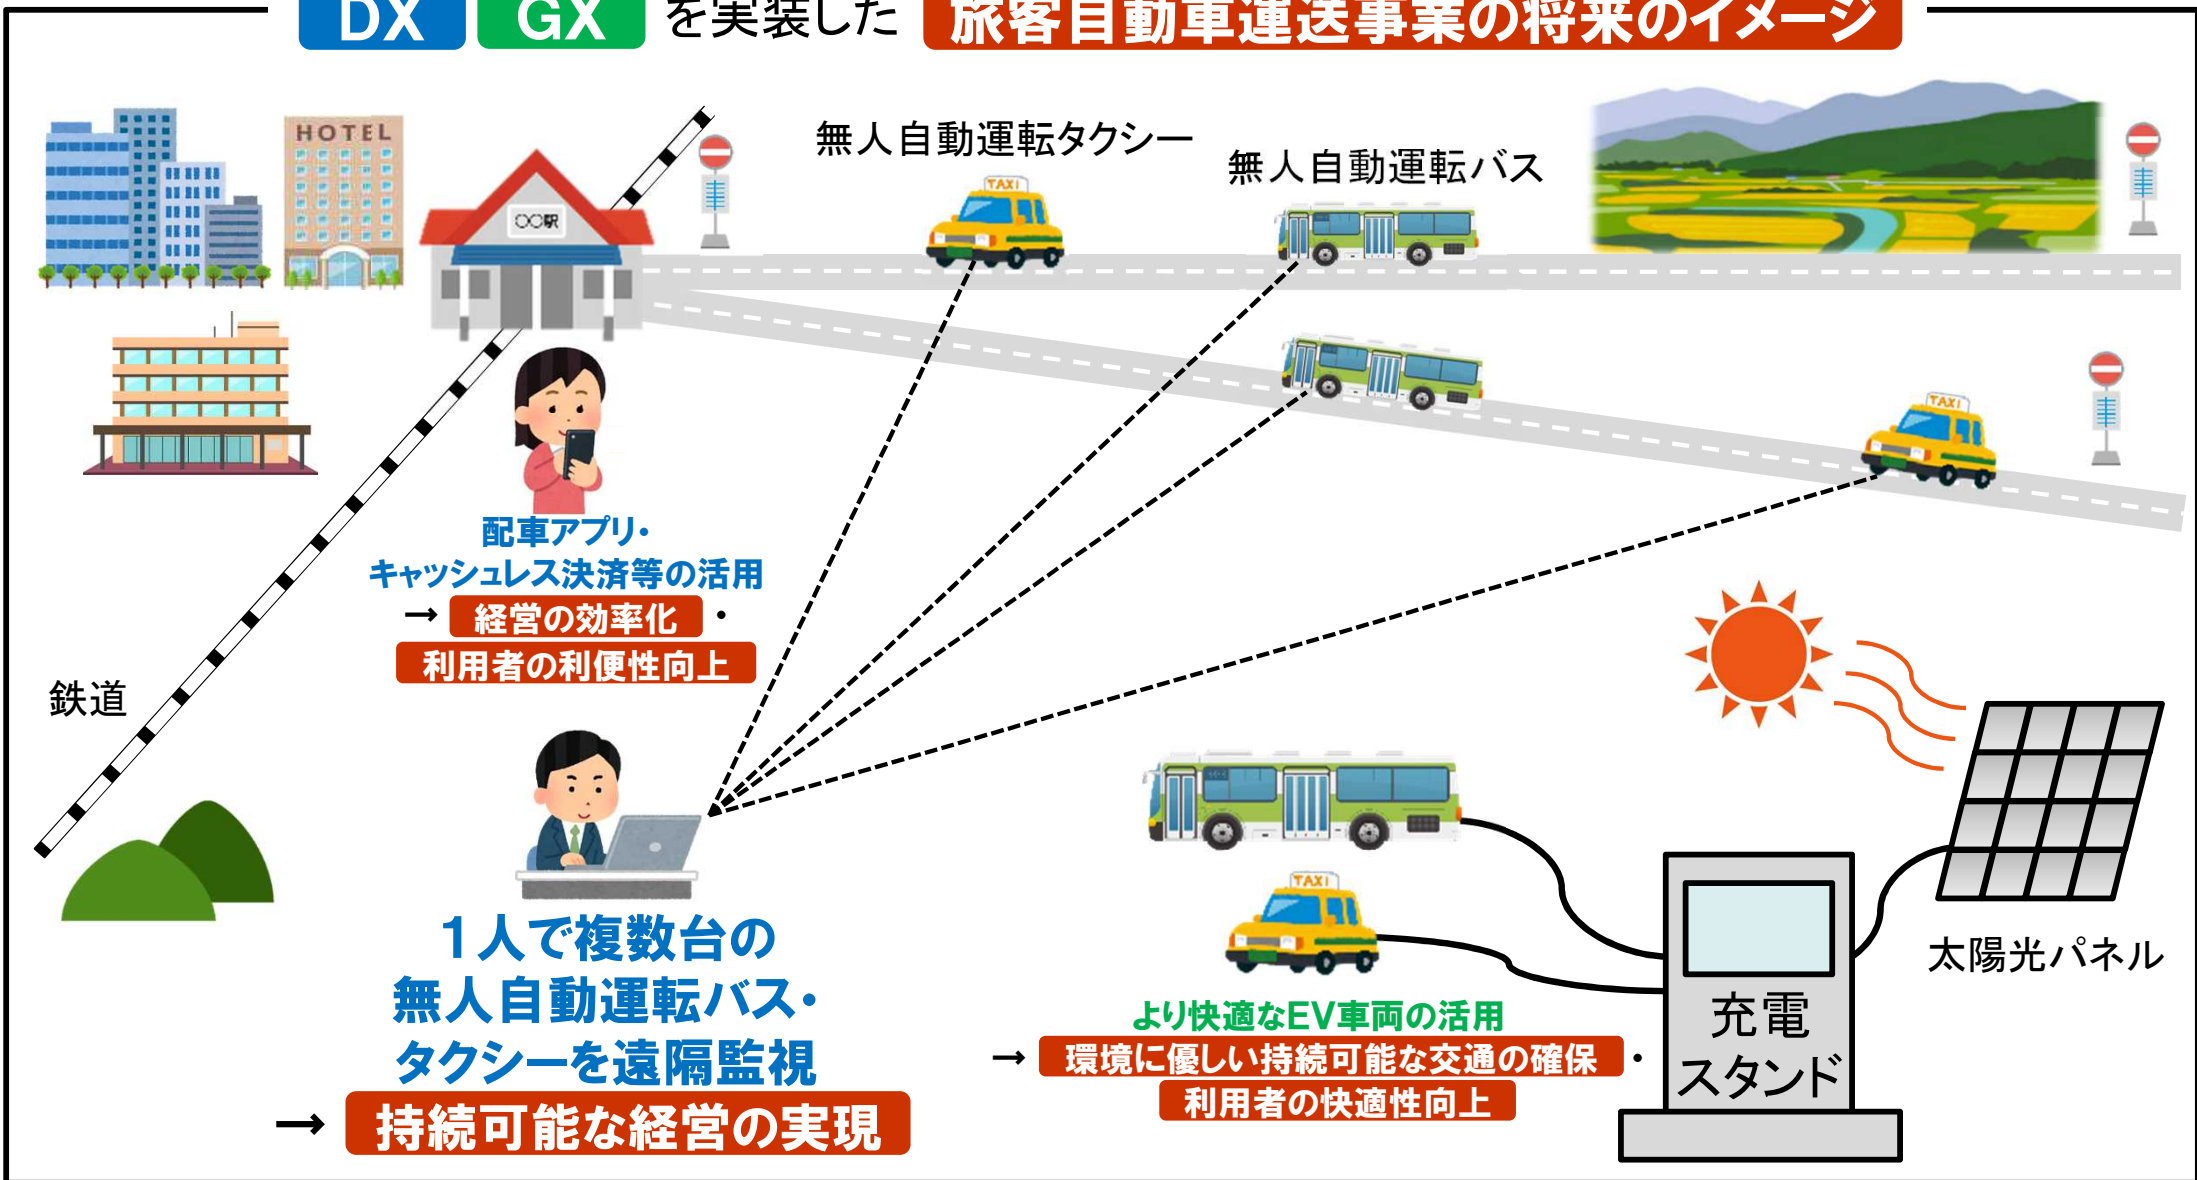 DX GX を実装した 旅客自動車運送事業の将来のイメージ
HOTEL
〇〇駅
無人自動運転タクシー
TAXI
無人自動運転バス
TAXI
配車アプリ・
キャッシュレス決済等の活用
→ 経営の効率化 ・
利用者の利便性向上
鉄道
1人で複数台の
無人自動運転バス・
タクシーを遠隔監視
→ 持続可能な経営の実現
TAXI
より快適なEV車両の活用
→ 環境に優しい持続可能な交通の確保 ・
利用者の快適性向上
充電
スタンド
太陽光パネル